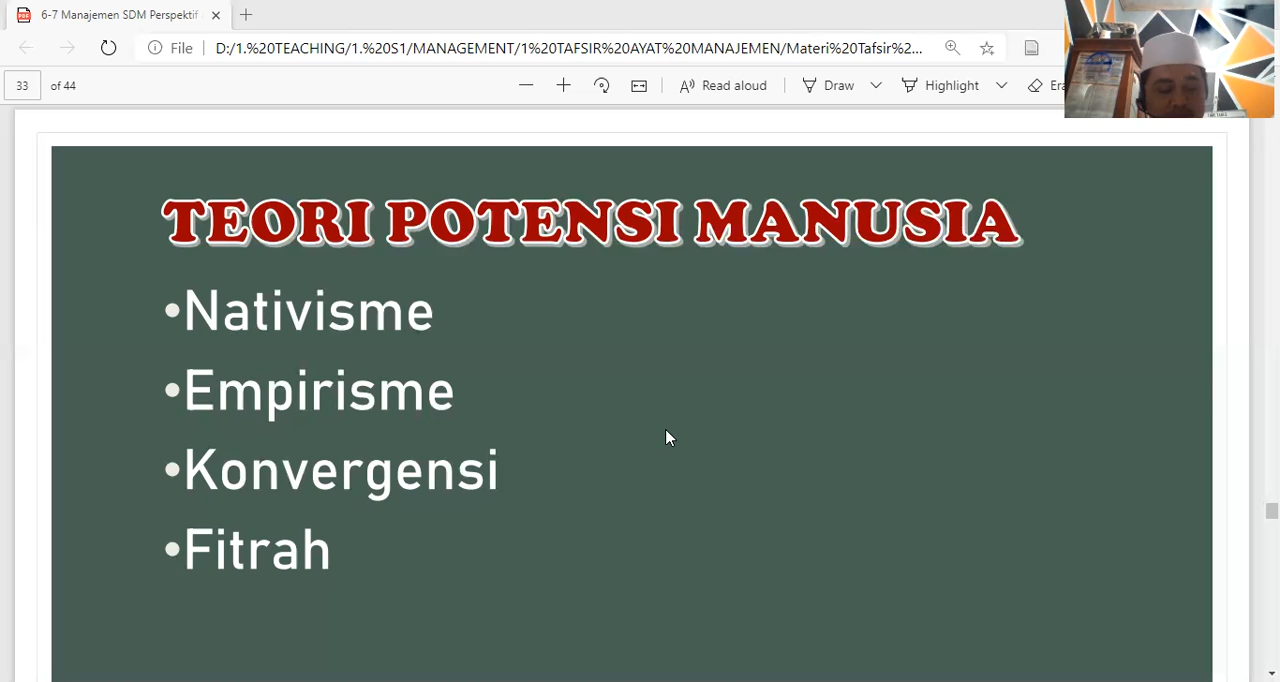 6-7 Manajemen SDM Perspektif
File
D:/1.%20TEACHING/1.%20S1/MANAGEMENT/1%20TAFSIR%20AYAT%20MANAJEMEN/Materi%20Tafsir%2...
33 of 44
Read aloud
Draw
Highlight
Era
TEORI POTENSI MANUSIA
•Nativisme
•Empirisme
•Konvergensi
•Fitrah